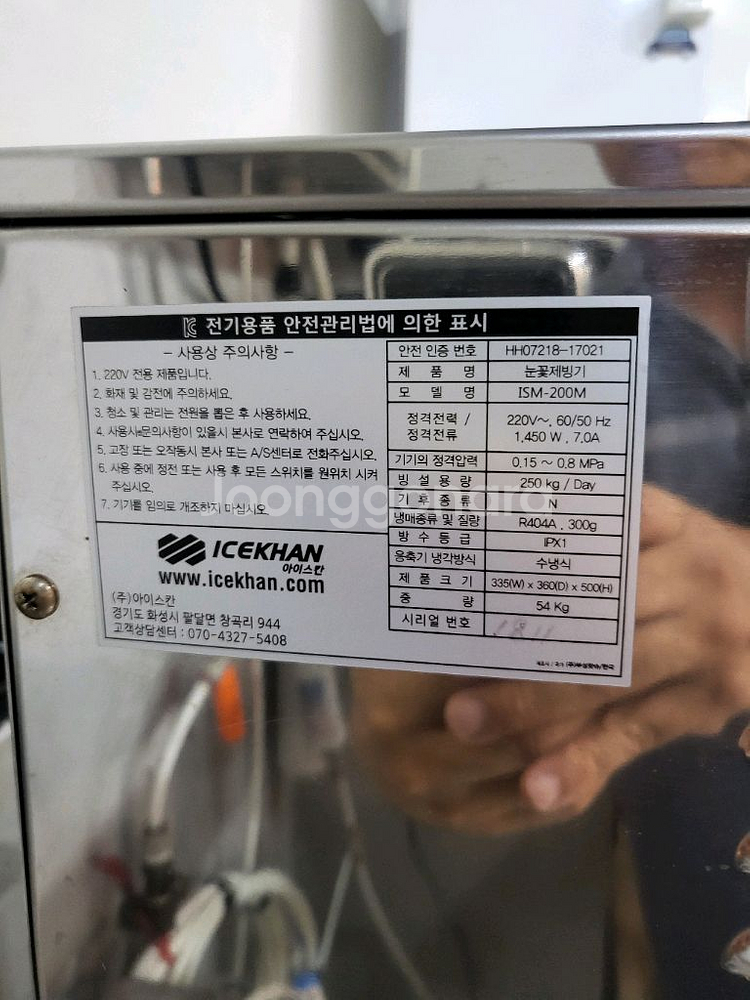 전기용품 안전관리법에 의한 표시
– 사용상 주의사항 –
1. 220V 전용 제품입니다.
2. 화재 및 감전에 주의하세요.
3. 청소 및 관리는 전원을 뽑은 후 사용하세요.
4. 사용시 문의사항이 있을시 본사로 연락하여 주십시오.
5. 고장 또는 오작동시 본사 또는 A/S센터로 전화주십시오.
6. 사용 중에 정전 또는 사용 후 모든 스위치를 원위치 시켜
주십시오.
7. 기기를 임의로 개조하지 마십시오.
ICEKHAN
아이스칸
www.icekhan.com
(주)아이스칸
경기도 화성시 팔달면 창곡리 944
고객상담센터 : 070-4327-5408
안전 인증 번호 HH07218-17021
제 품 명 눈꽃제빙기
모 델 명 ISM-200M
정격전력 / 220V~, 60/50 Hz
정격전류 1,450 W , 7.0A
기기의 정격압력 0.15 ~ 0.8 MPa
빙 설 용 량 250 kg / Day
기 후 종 류 N
냉매종류 및 질량 R404A , 300g
방 수 등 급 IPX1
응축기 냉각방식 수냉식
제 품 크 기 335(W) x 360(D) x 500(H)
중 량 54 Kg
시리얼 번호
Joonggonara